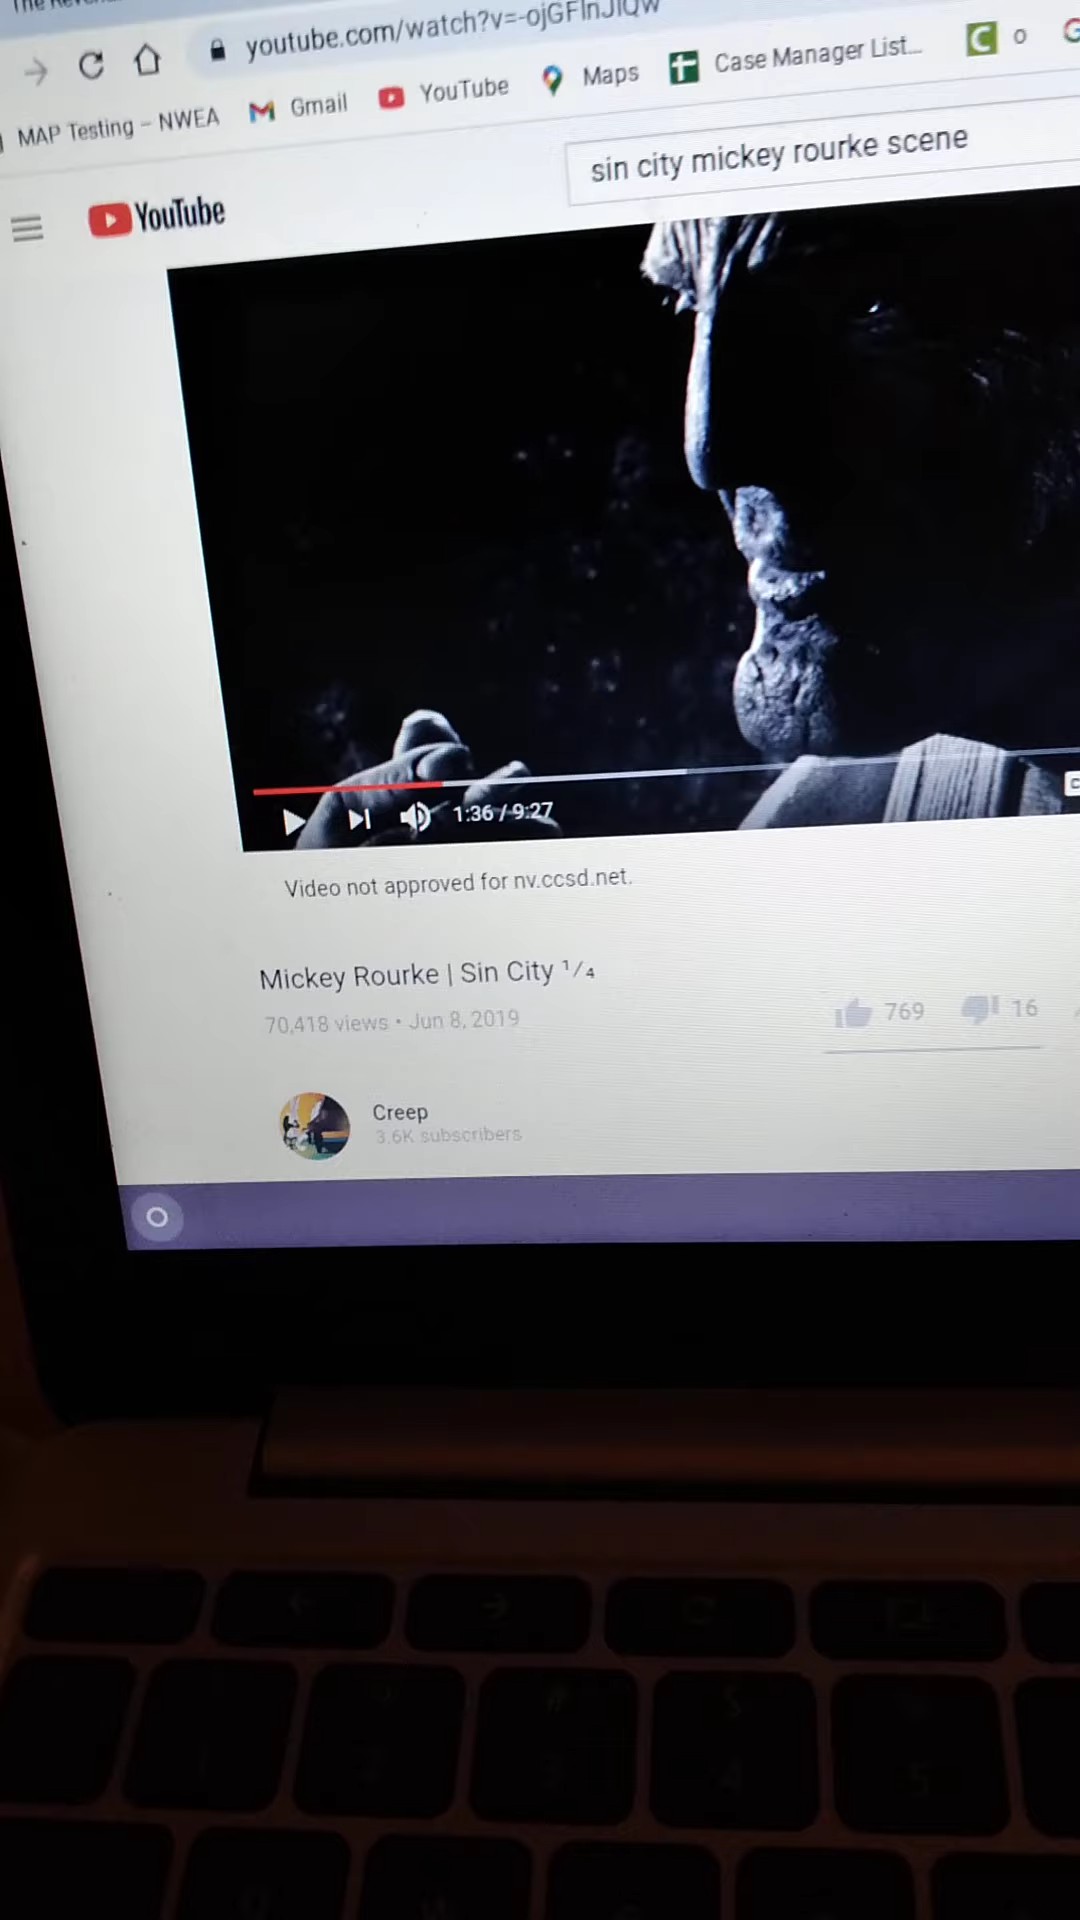 youtube.com/watch?v=-ojGFInJIQW
MAP Testing – NWEA Gmail YouTube Maps Case Manager List... o
YouTube
sin city mickey rourke scene
1:36 / 9:27
Video not approved for nv.ccsd.net.
Mickey Rourke | Sin City ¹/₄
70,418 views • Jun 8, 2019
769 16
Creep
3.6K subscribers